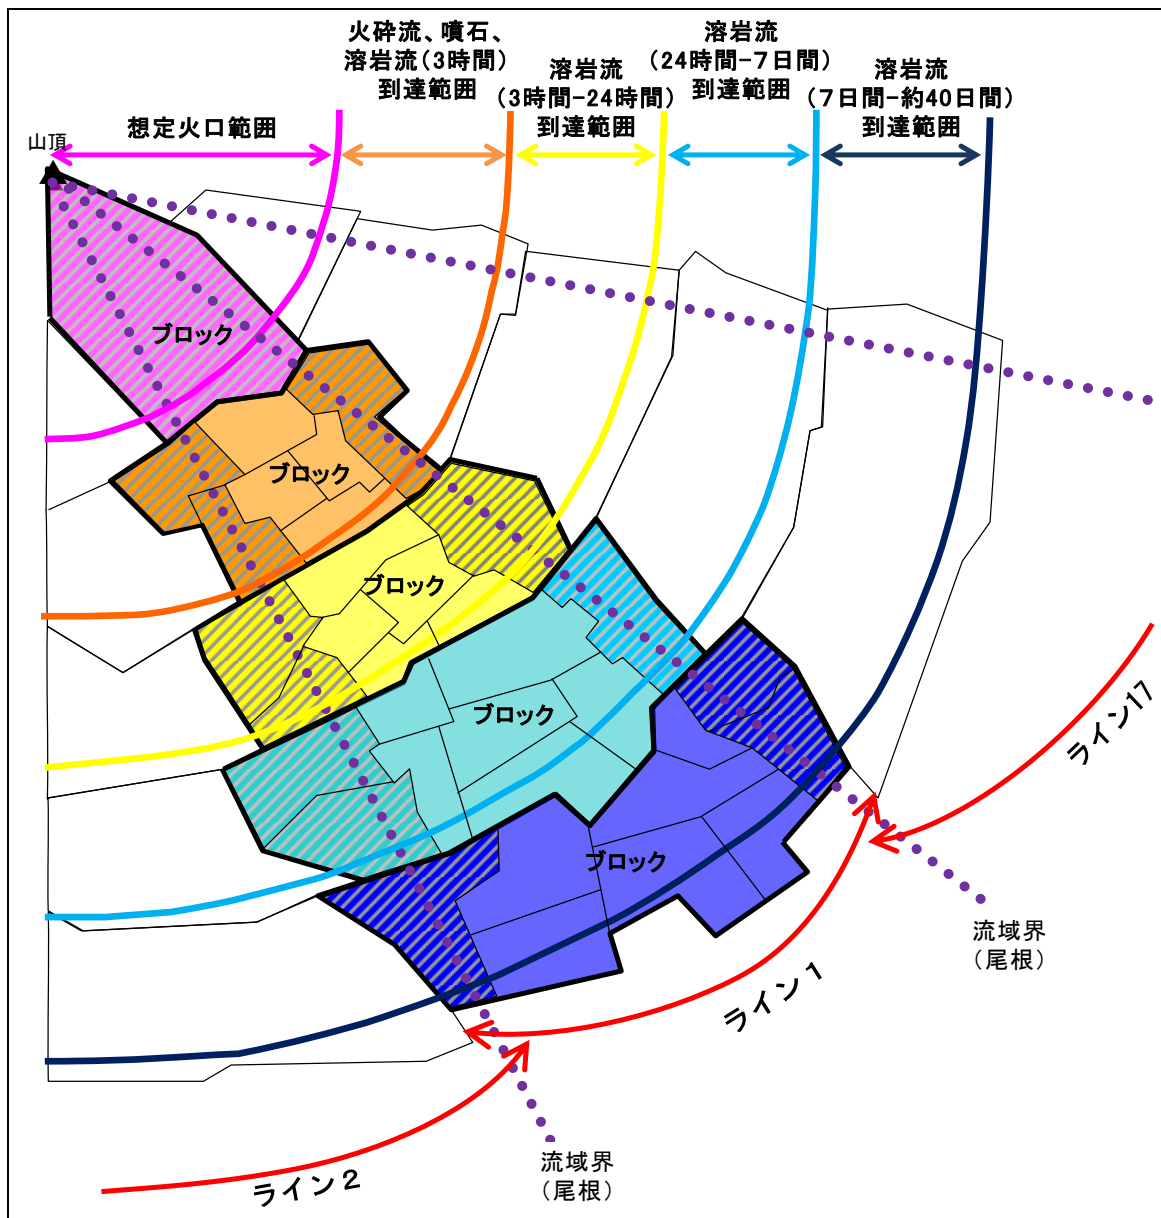 火砕流、噴石、
溶岩流（3時間）
到達範囲
溶岩流
（3時間−24時間）
到達範囲
溶岩流
（24時間−7日間）
到達範囲
溶岩流
（7日間−約40日間）
到達範囲
想定火口範囲
山頂
ブロック
ブロック
ブロック
ブロック
ブロック
ライン17
流域界
（尾根）
ライン１
流域界
（尾根）
ライン２